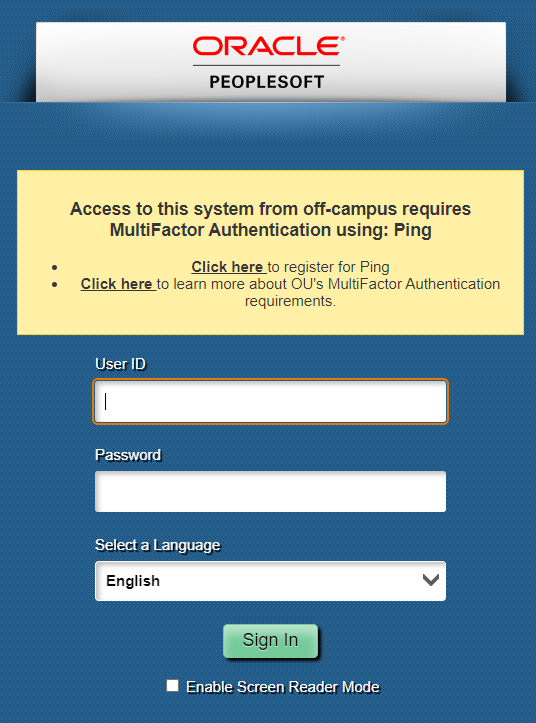 ORACLE®
PEOPLESOFT
Access to this system from off-campus requires
MultiFactor Authentication using: Ping
• Click here to register for Ping
• Click here to learn more about OU's MultiFactor Authentication
requirements.
User ID
Password
Select a Language
English
Sign In
Enable Screen Reader Mode